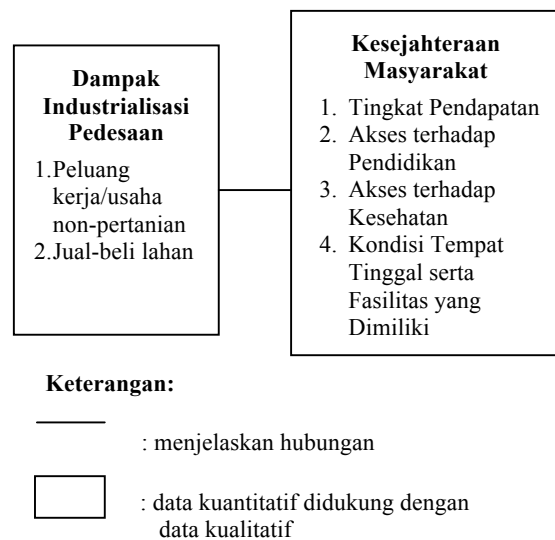 Dampak
Industrialisasi
Pedesaan
1.Peluang
kerja/usaha
non-pertanian
2.Jual-beli lahan
Kesejahteraan
Masyarakat
1. Tingkat Pendapatan
2. Akses terhadap
Pendidikan
3. Akses terhadap
Kesehatan
4. Kondisi Tempat
Tinggal serta
Fasilitas yang
Dimiliki
Keterangan:
: menjelaskan hubungan
: data kuantitatif didukung dengan
data kualitatif